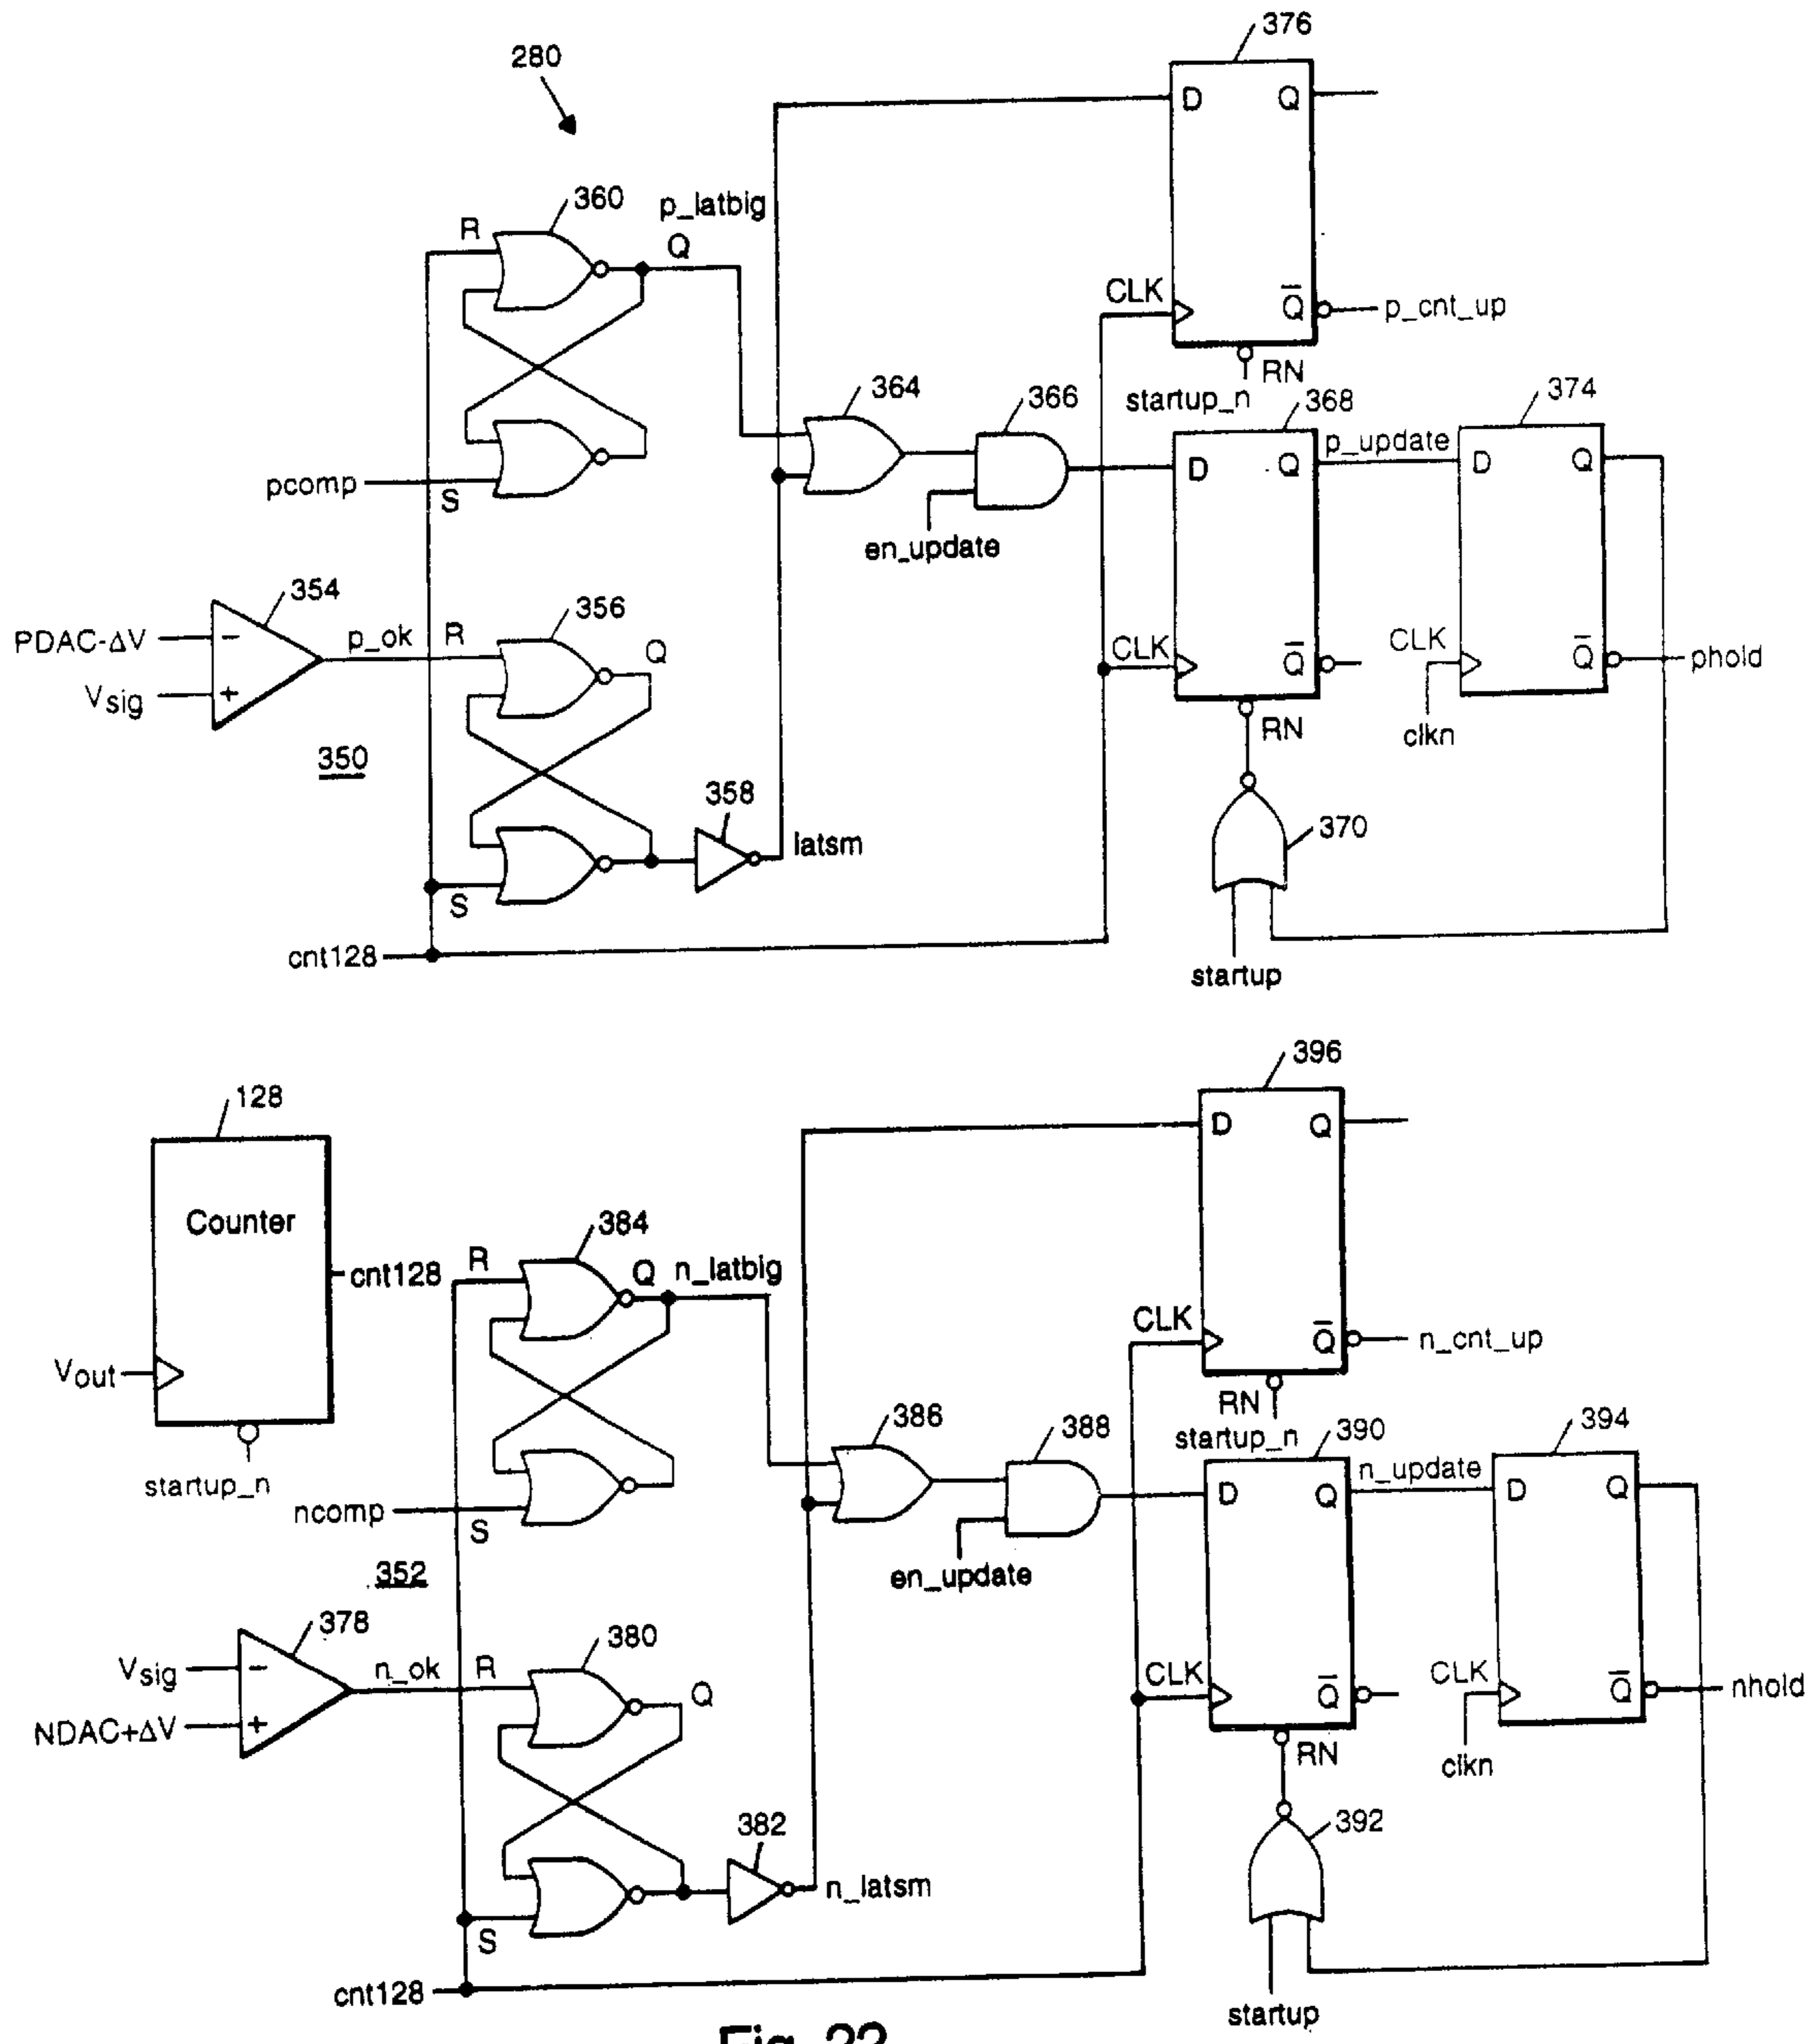 376
280
D Q
360
p_latbig
R
Q
CLK
Q
p_cnt_up
RN
startup_n
364
366
368
374
pcomp
S
D Q
p_update
D Q
en_update
354
356
PDAC-ΔV
-
p_ok
R
Q
CLK
Q
CLK
Q
phold
Vsig
+
RN
clkn
350
358
370
latsm
S
cnt128
startup
396
128
D Q
Counter
384
cnt128
R
Q
n_latbig
CLK
Q
n_cnt_up
Vout
RN
startup_n
386
388
390
394
startup_n
ncomp
S
D Q
n_update
D Q
352
en_update
378
380
Vsig
-
n_ok
R
Q
CLK
Q
CLK
Q
nhold
NDAC+ΔV
+
RN
clkn
382
392
n_latsm
S
cnt128
startup
Fig. 22